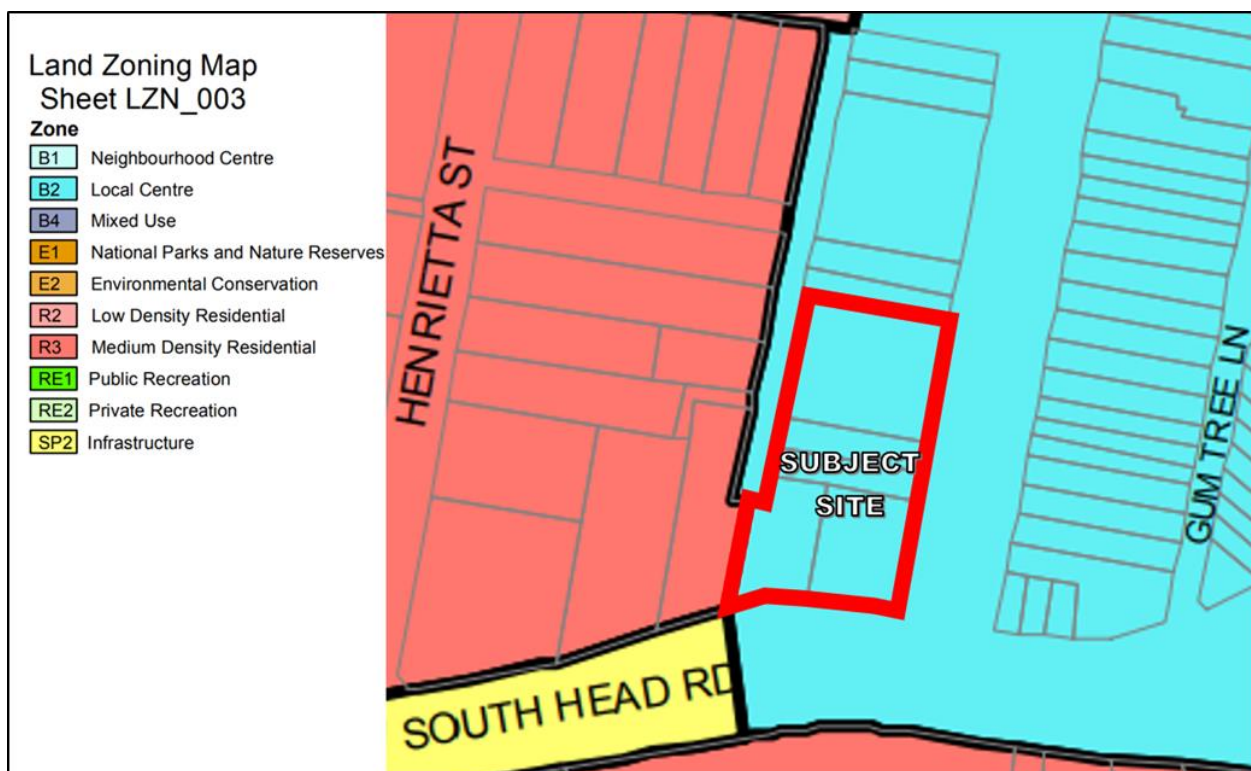 Land Zoning Map
Sheet LZN_003
Zone
B1 Neighbourhood Centre
B2 Local Centre
B4 Mixed Use
E1 National Parks and Nature Reserves
E2 Environmental Conservation
R2 Low Density Residential
R3 Medium Density Residential
RE1 Public Recreation
RE2 Private Recreation
SP2 Infrastructure
HENRIETTA ST
SUBJECT
SITE
GUM TREE LN
SOUTH HEAD RD